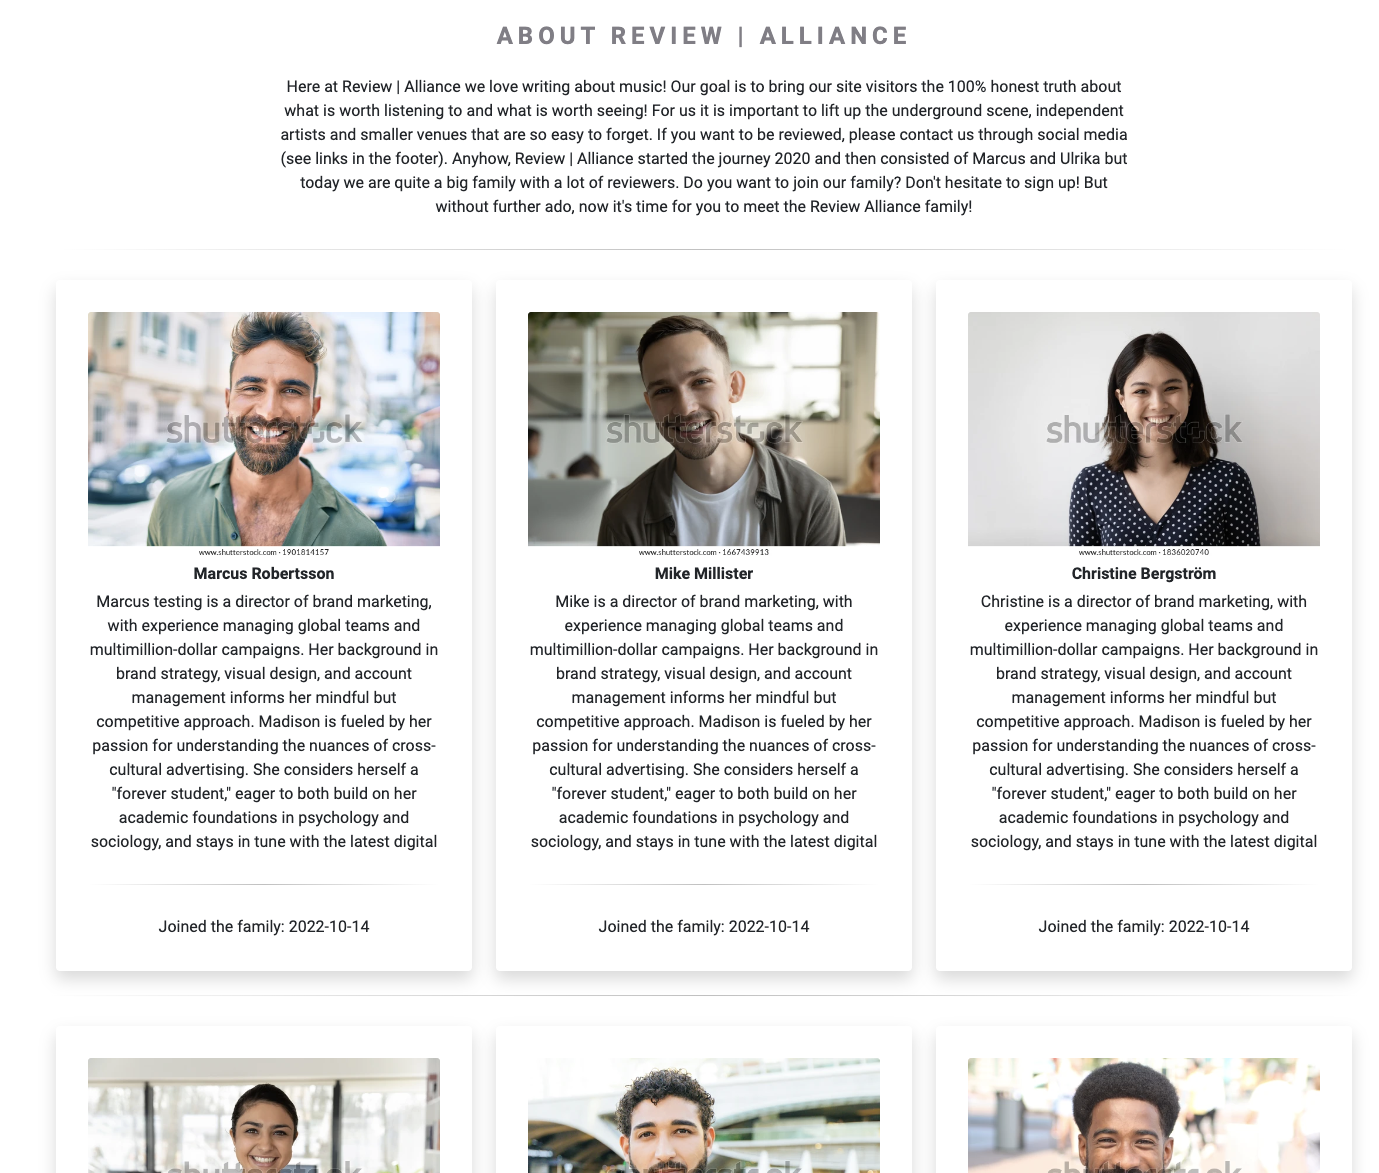 ABOUT REVIEW | ALLIANCE
Here at Review | Alliance we love writing about music! Our goal is to bring our site visitors the 100% honest truth about
what is worth listening to and what is worth seeing! For us it is important to lift up the underground scene, independent
artists and smaller venues that are so easy to forget. If you want to be reviewed, please contact us through social media
(see links in the footer). Anyhow, Review | Alliance started the journey 2020 and then consisted of Marcus and Ulrika but
today we are quite a big family with a lot of reviewers. Do you want to join our family? Don't hesitate to sign up! But
without further ado, now it's time for you to meet the Review Alliance family!
shutterstock
www.shutterstock.com · 1901814157
Marcus Robertsson
Marcus testing is a director of brand marketing,
with experience managing global teams and
multimillion-dollar campaigns. Her background in
brand strategy, visual design, and account
management informs her mindful but
competitive approach. Madison is fueled by her
passion for understanding the nuances of cross-
cultural advertising. She considers herself a
"forever student," eager to both build on her
academic foundations in psychology and
sociology, and stays in tune with the latest digital
Joined the family: 2022-10-14
shutterstock
www.shutterstock.com · 1667439913
Mike Millister
Mike is a director of brand marketing, with
experience managing global teams and
multimillion-dollar campaigns. Her background in
brand strategy, visual design, and account
management informs her mindful but
competitive approach. Madison is fueled by her
passion for understanding the nuances of cross-
cultural advertising. She considers herself a
"forever student," eager to both build on her
academic foundations in psychology and
sociology, and stays in tune with the latest digital
Joined the family: 2022-10-14
shutterstock
www.shutterstock.com · 1836020740
Christine Bergström
Christine is a director of brand marketing, with
experience managing global teams and
multimillion-dollar campaigns. Her background in
brand strategy, visual design, and account
management informs her mindful but
competitive approach. Madison is fueled by her
passion for understanding the nuances of cross-
cultural advertising. She considers herself a
"forever student," eager to both build on her
academic foundations in psychology and
sociology, and stays in tune with the latest digital
Joined the family: 2022-10-14
shutterstock
shutterstock
shutterstock